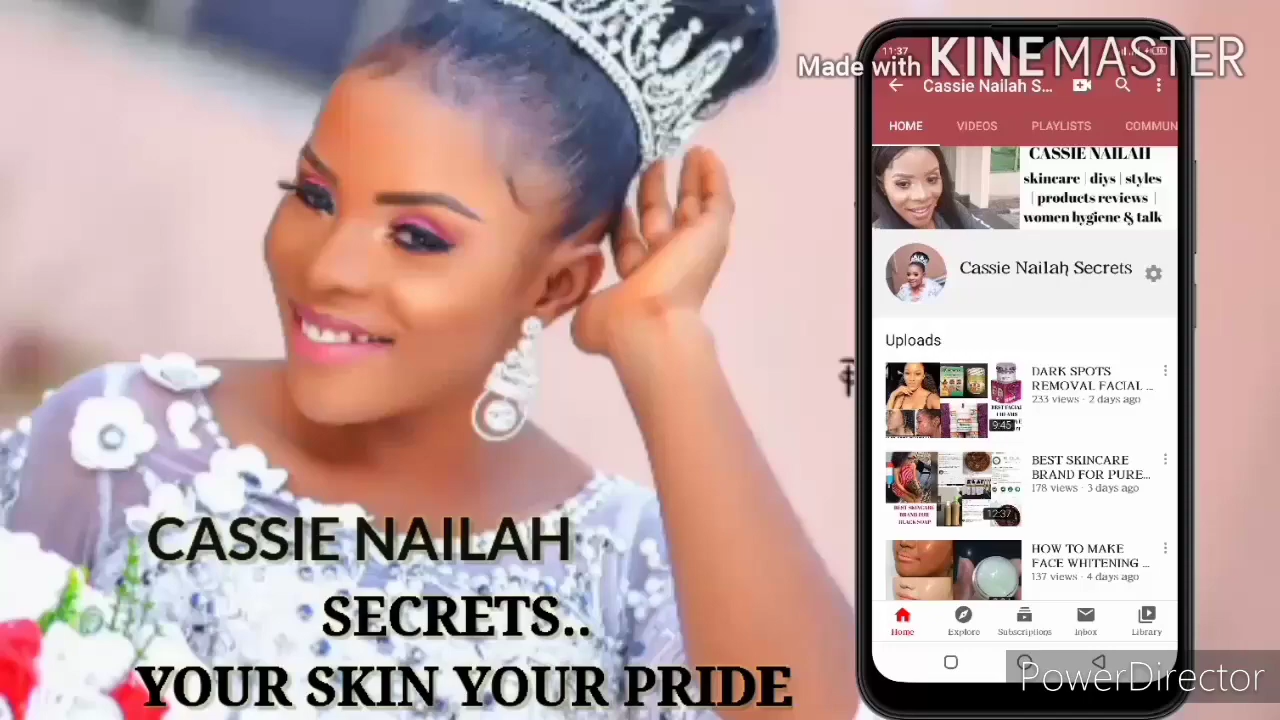 Made with KINEMASTER
11:37
Cassie Nailah S...
HOME VIDEOS PLAYLISTS COMMUN
CASSIE NAILAH
skincare | diys | styles
| products reviews |
women hygiene & talk
Cassie Nailah Secrets
Uploads
DARK SPOTS
REMOVAL FACIAL ...
233 views · 2 days ago
9:45
BEST SKINCARE
BRAND FOR PURE...
178 views · 3 days ago
12:37
HOW TO MAKE
FACE WHITENING ...
137 views · 4 days ago
Home Explore Subscriptions Inbox Library
CASSIE NAILAH
SECRETS..
YOUR SKIN YOUR PRIDE
PowerDirector